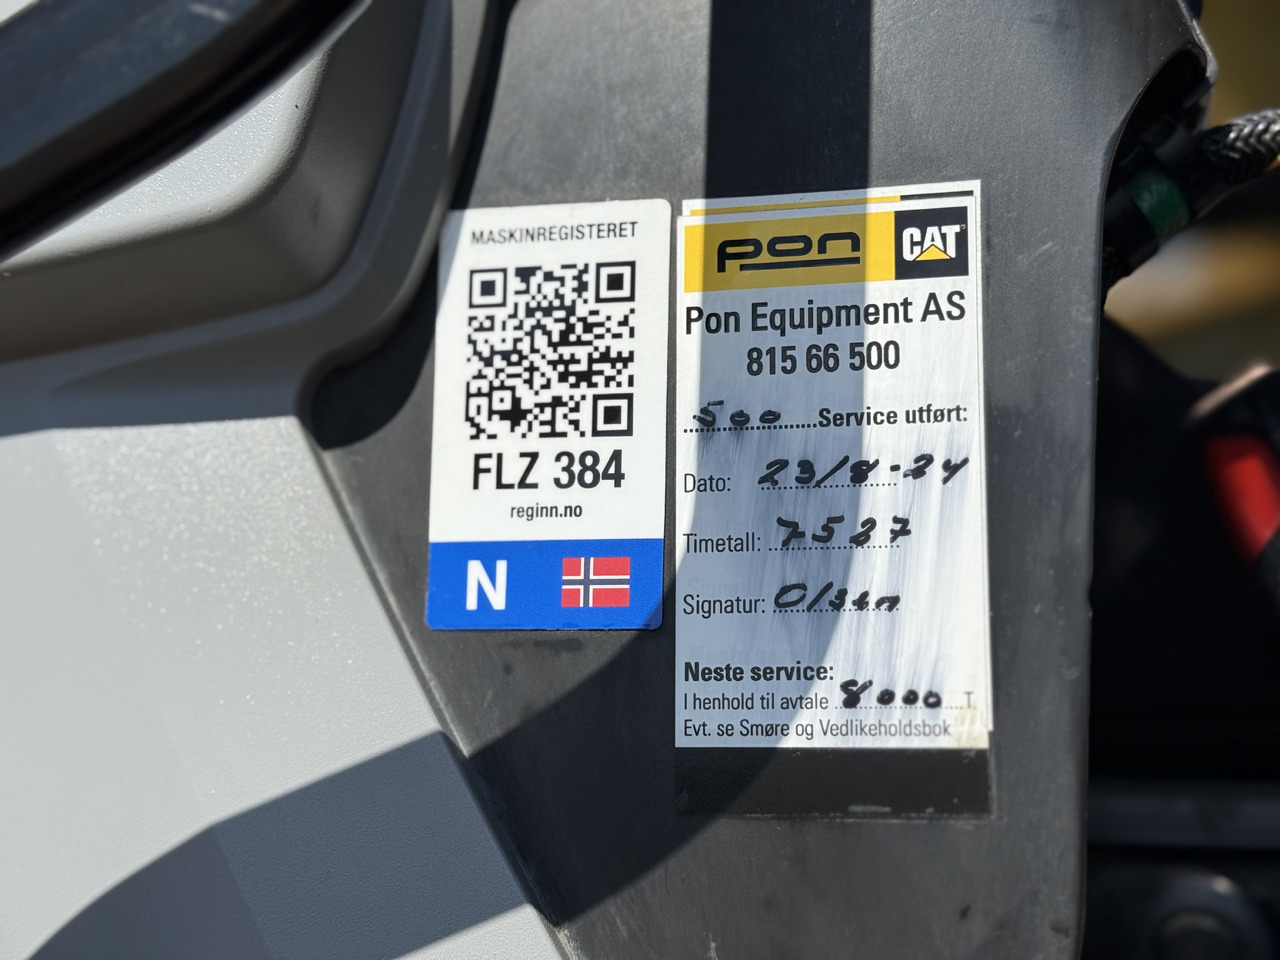 MASKINREGISTERET
FLZ 384
reginn.no
N
pon CAT
Pon Equipment AS
815 66 500
500 Service utført:
Dato: 23/8-24
Timetall: 7527
Signatur:
Neste service:
I henhold til avtale 8000 T
Evt. se Smøre og Vedlikeholdsbok